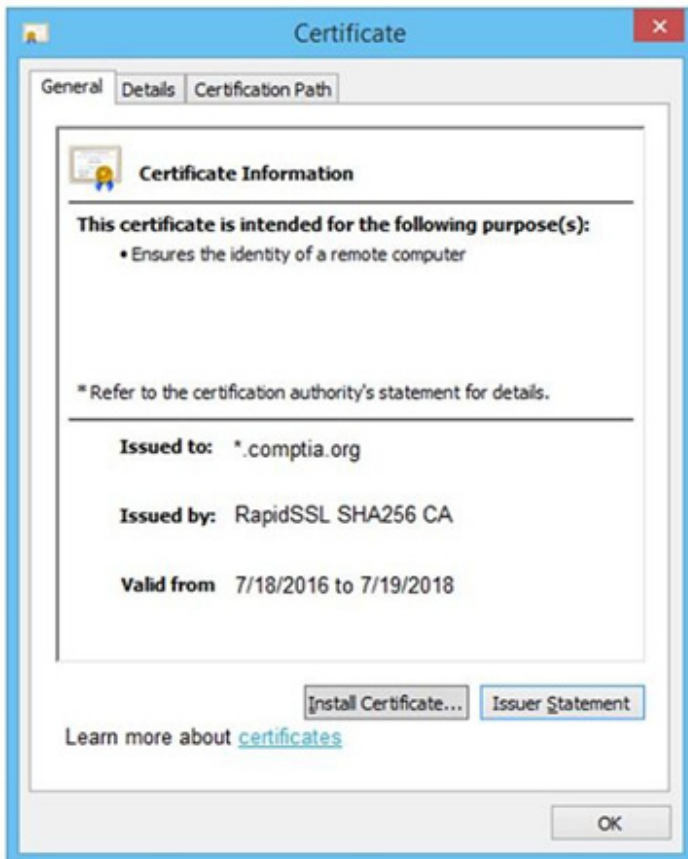 Certificate
General Details Certification Path
Certificate Information
This certificate is intended for the following purpose(s):
• Ensures the identity of a remote computer
* Refer to the certification authority's statement for details.
Issued to: *.comptia.org
Issued by: RapidSSL SHA256 CA
Valid from 7/18/2016 to 7/19/2018
Install Certificate... Issuer Statement
Learn more about certificates
OK